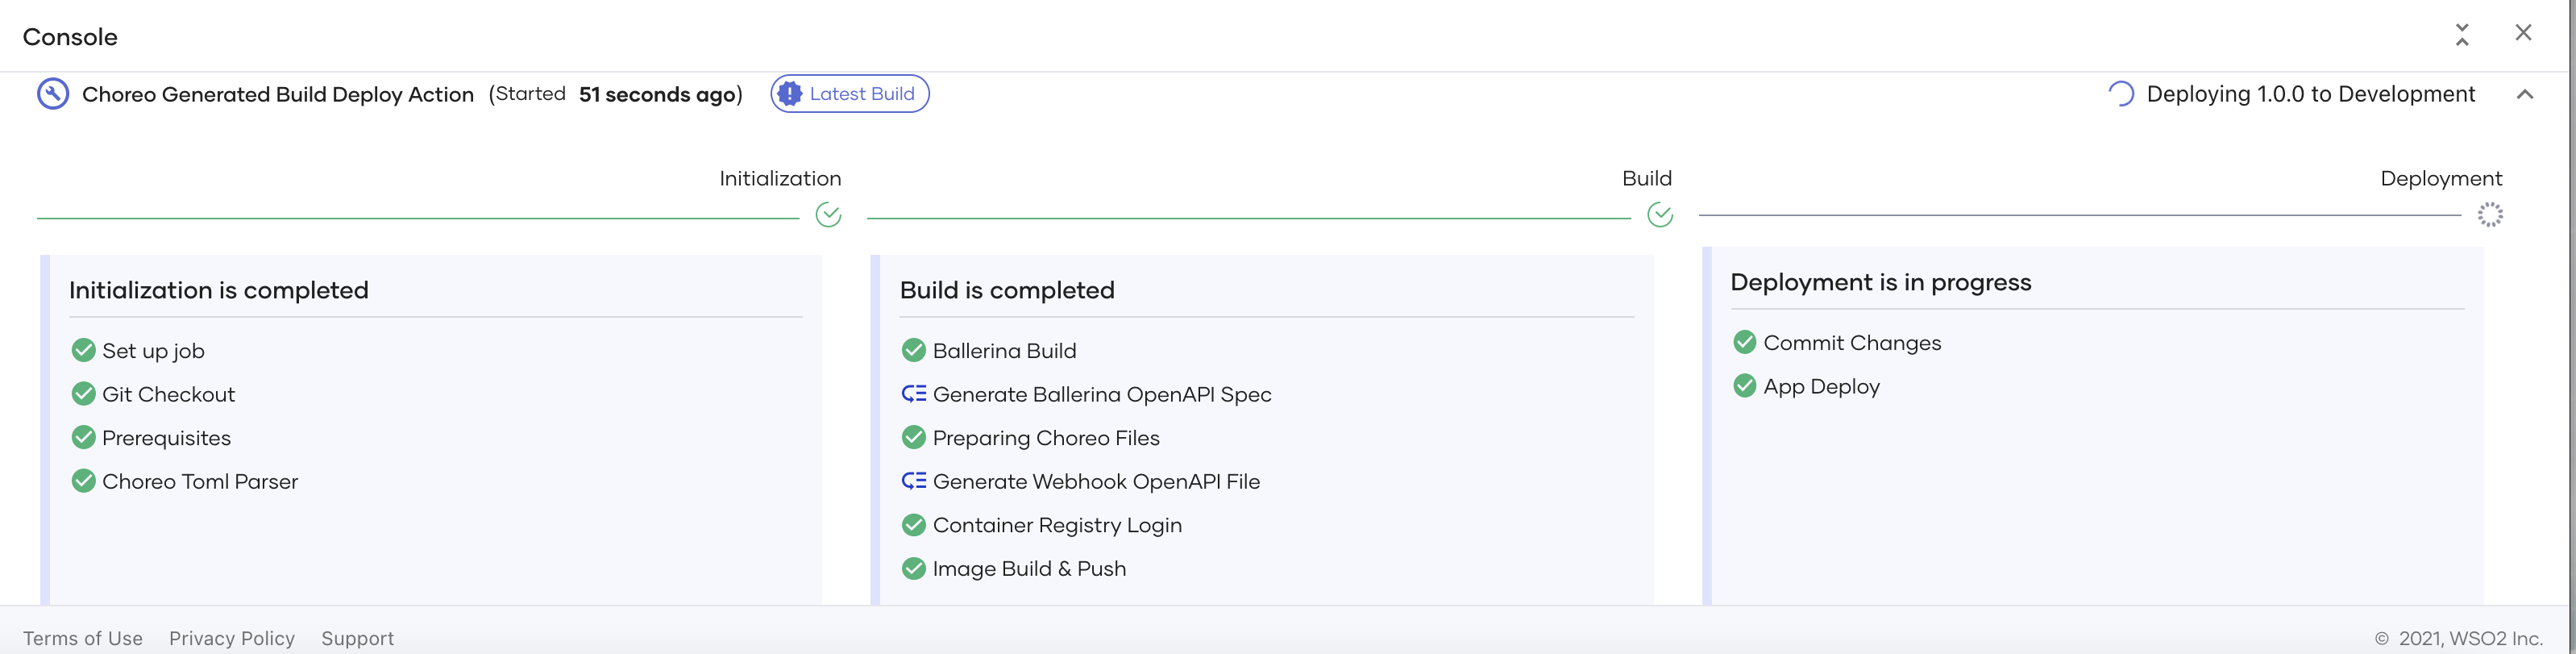 Console
Choreo Generated Build Deploy Action (Started 51 seconds ago) Latest Build Deploying 1.0.0 to Development
Initialization
Build
Deployment
Initialization is completed
Set up job
Git Checkout
Prerequisites
Choreo Toml Parser
Build is completed
Ballerina Build
Generate Ballerina OpenAPI Spec
Preparing Choreo Files
Generate Webhook OpenAPI File
Container Registry Login
Image Build & Push
Deployment is in progress
Commit Changes
App Deploy
Terms of Use Privacy Policy Support © 2021, WSO2 Inc.